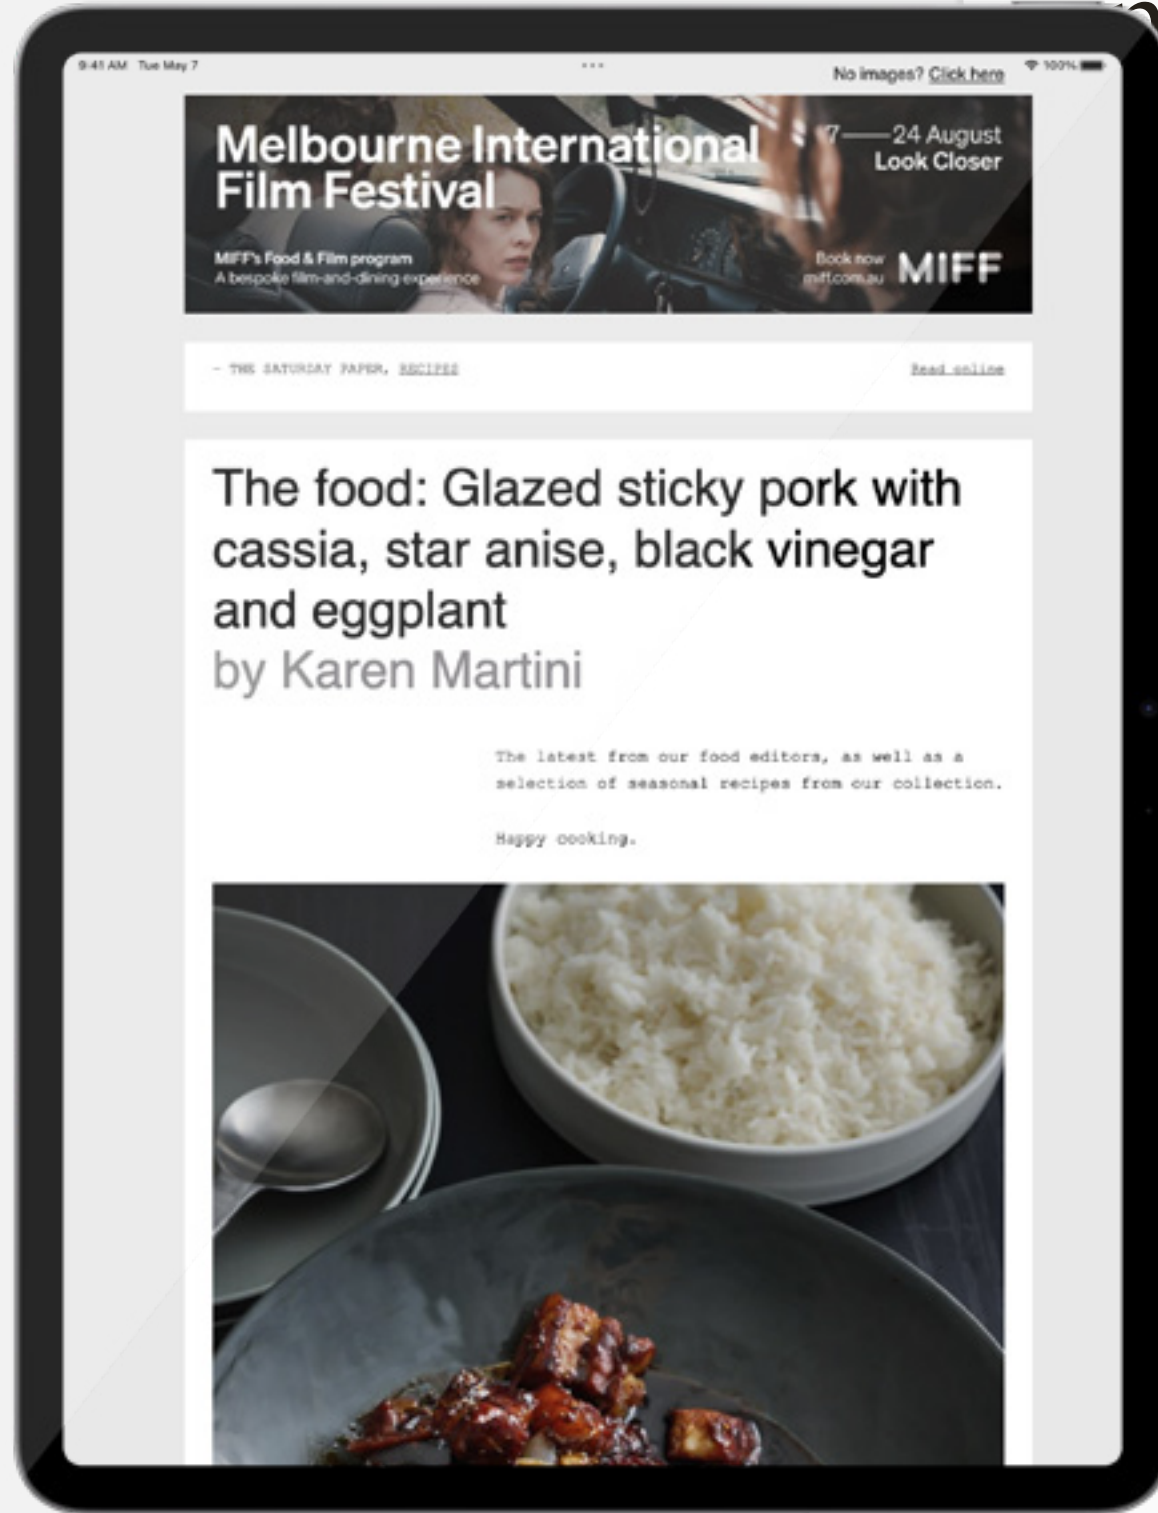 9:41 AM Tue May 7
100%
No images? Click here
Melbourne International
Film Festival
7——24 August
Look Closer
MIFF's Food & Film program
A bespoke film-and-dining experience
Book now
miff.com.au
MIFF
— THE SATURDAY PAPER, RECIPES
Read online
The food: Glazed sticky pork with
cassia, star anise, black vinegar
and eggplant
by Karen Martini
The latest from our food editors, as well as a
selection of seasonal recipes from our collection.
Happy cooking.